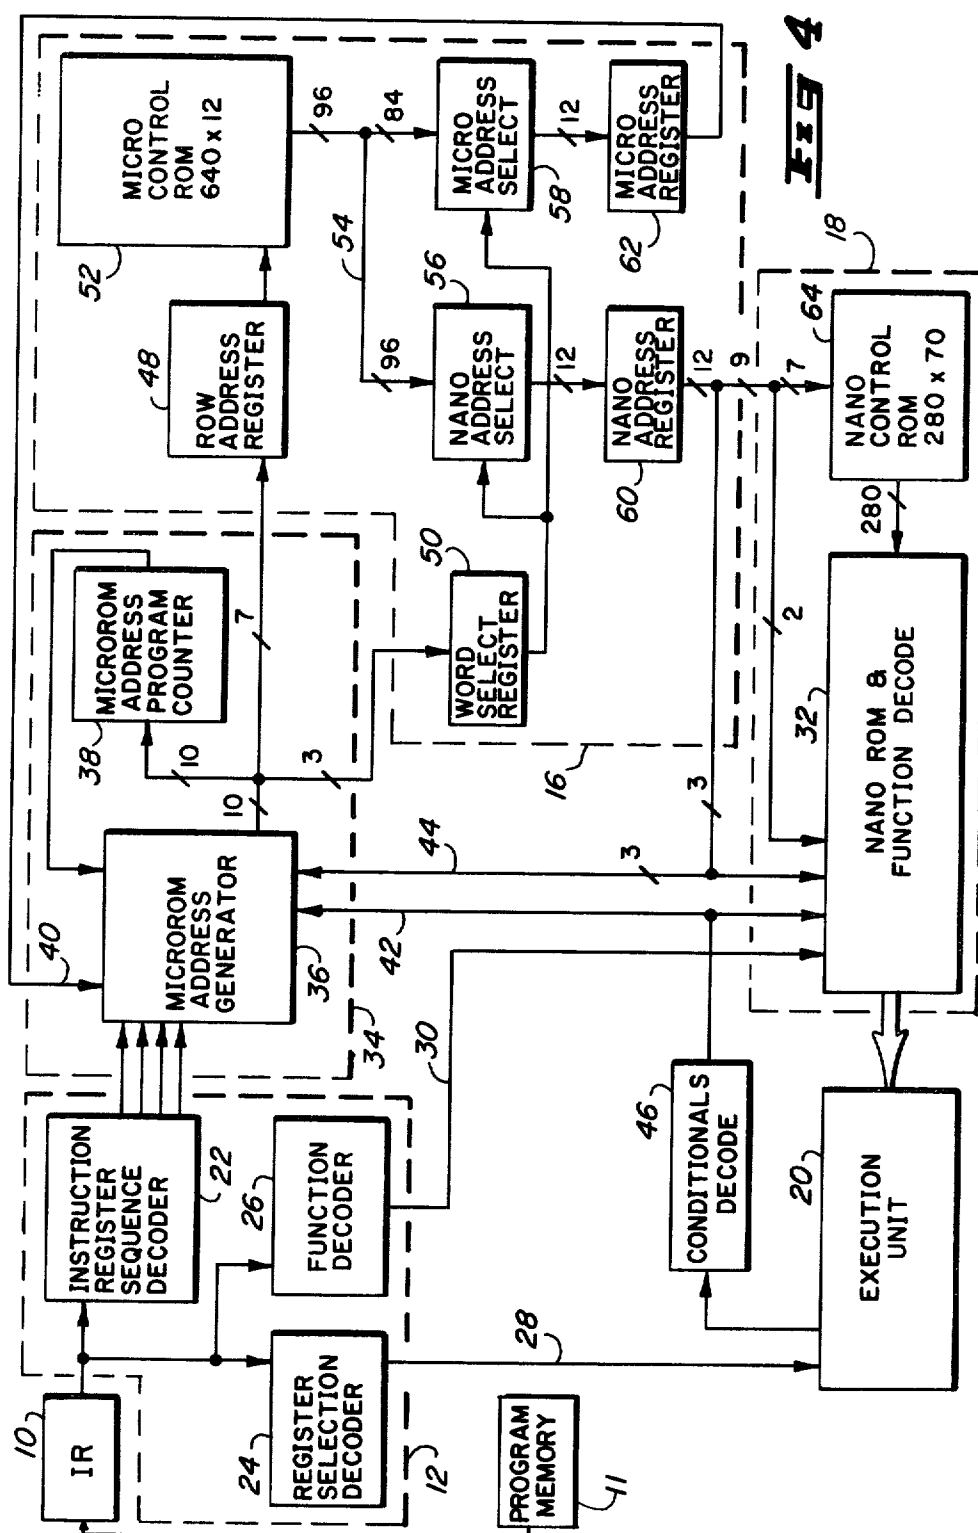 Fig 4
10
IR
PROGRAM
MEMORY
11
12
INSTRUCTION
REGISTER
SEQUENCE
DECODER
22
24
REGISTER
SELECTION
DECODER
26
FUNCTION
DECODER
28
30
40
MICROROM
ADDRESS
GENERATOR
36
34
42
44
38
MICROROM
ADDRESS
PROGRAM
COUNTER
10
10
7
3
48
ROW
ADDRESS
REGISTER
52
MICRO
CONTROL
ROM
640 x 12
96
84
54
96
50
WORD
SELECT
REGISTER
56
NANO
ADDRESS
SELECT
12
MICRO
ADDRESS
SELECT
58
12
60
NANO
ADDRESS
REGISTER
12
MICRO
ADDRESS
REGISTER
62
16
3
3
9
7
2
18
64
NANO
CONTROL
ROM
280 x 70
280
32
NANO ROM &
FUNCTION DECODE
46
CONDITIONALS
DECODE
20
EXECUTION
UNIT